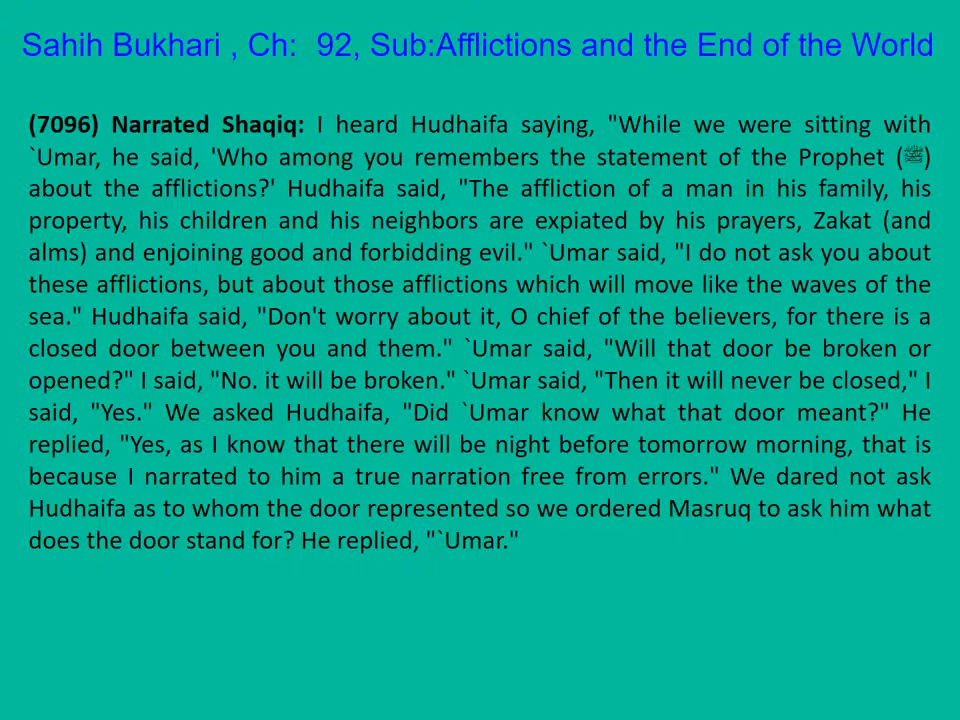 Sahih Bukhari , Ch:  92, Sub:Afflictions and the End of the World
(7096) Narrated Shaqiq: I heard Hudhaifa saying, "While we were sitting with
`Umar, he said, 'Who among you remembers the statement of the Prophet (ﷺ)
about the afflictions?' Hudhaifa said, "The affliction of a man in his family, his
property, his children and his neighbors are expiated by his prayers, Zakat (and
alms) and enjoining good and forbidding evil." `Umar said, "I do not ask you about
these afflictions, but about those afflictions which will move like the waves of the
sea." Hudhaifa said, "Don't worry about it, O chief of the believers, for there is a
closed door between you and them." `Umar said, "Will that door be broken or
opened?" I said, "No. it will be broken." `Umar said, "Then it will never be closed," I
said, "Yes." We asked Hudhaifa, "Did `Umar know what that door meant?" He
replied, "Yes, as I know that there will be night before tomorrow morning, that is
because I narrated to him a true narration free from errors." We dared not ask
Hudhaifa as to whom the door represented so we ordered Masruq to ask him what
does the door stand for? He replied, "`Umar."